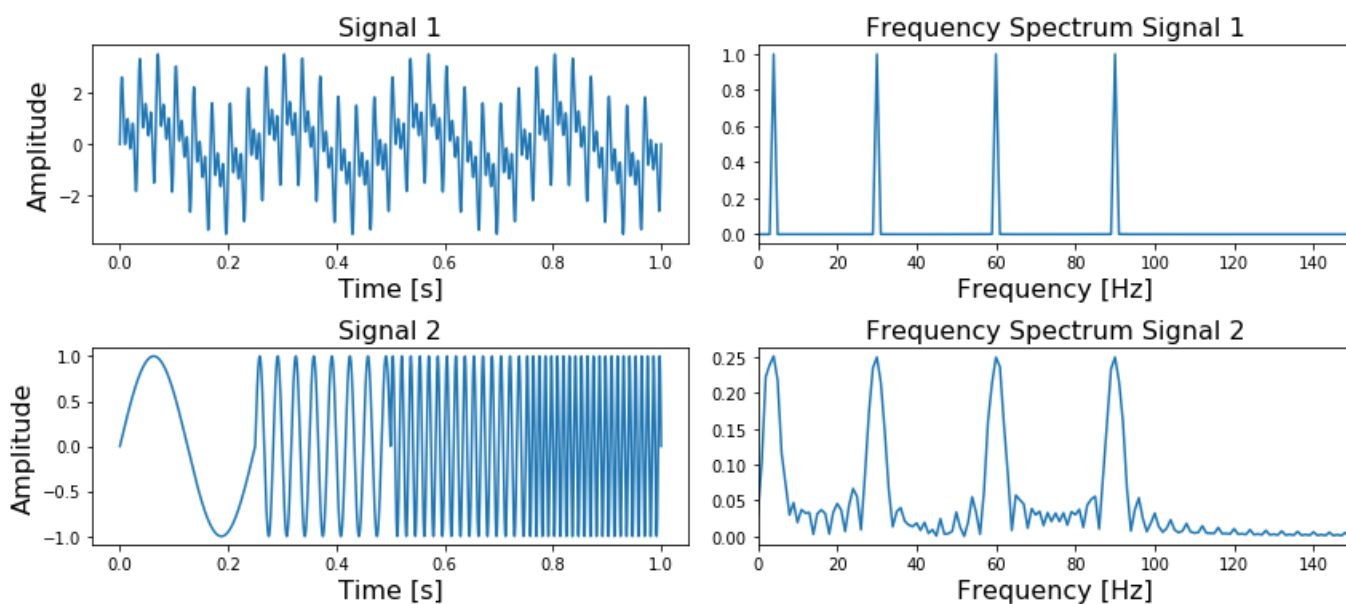 Signal 1
Amplitude
2
0
−2
0.0 0.2 0.4 0.6 0.8 1.0
Time [s]
Frequency Spectrum Signal 1
1.0
0.8
0.6
0.4
0.2
0.0
0 20 40 60 80 100 120 140
Frequency [Hz]
Signal 2
Amplitude
1.0
0.5
0.0
−0.5
−1.0
0.0 0.2 0.4 0.6 0.8 1.0
Time [s]
Frequency Spectrum Signal 2
0.25
0.20
0.15
0.10
0.05
0.00
0 20 40 60 80 100 120 140
Frequency [Hz]